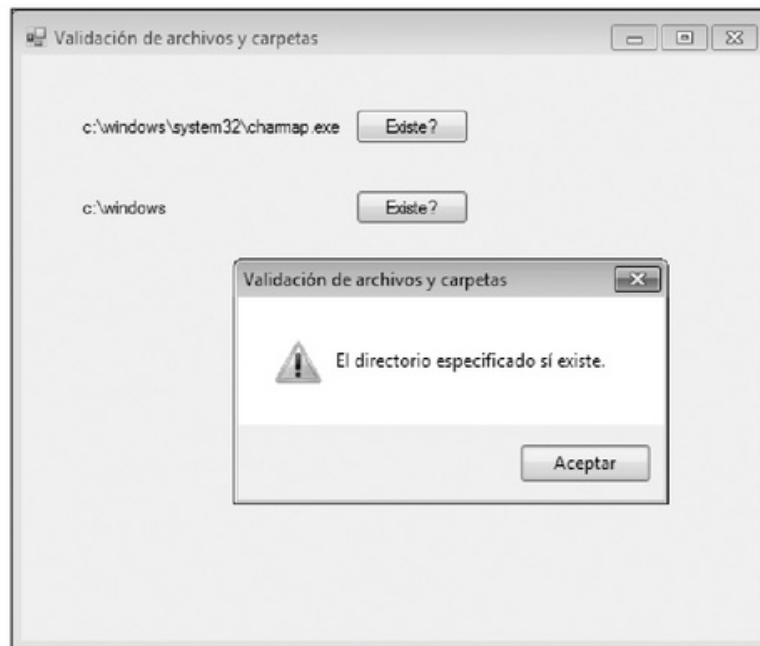 Validación de archivos y carpetas
c:\windows\system32\charmap.exe
Existe?
c:\windows
Existe?
Validación de archivos y carpetas
El directorio especificado sí existe.
Aceptar